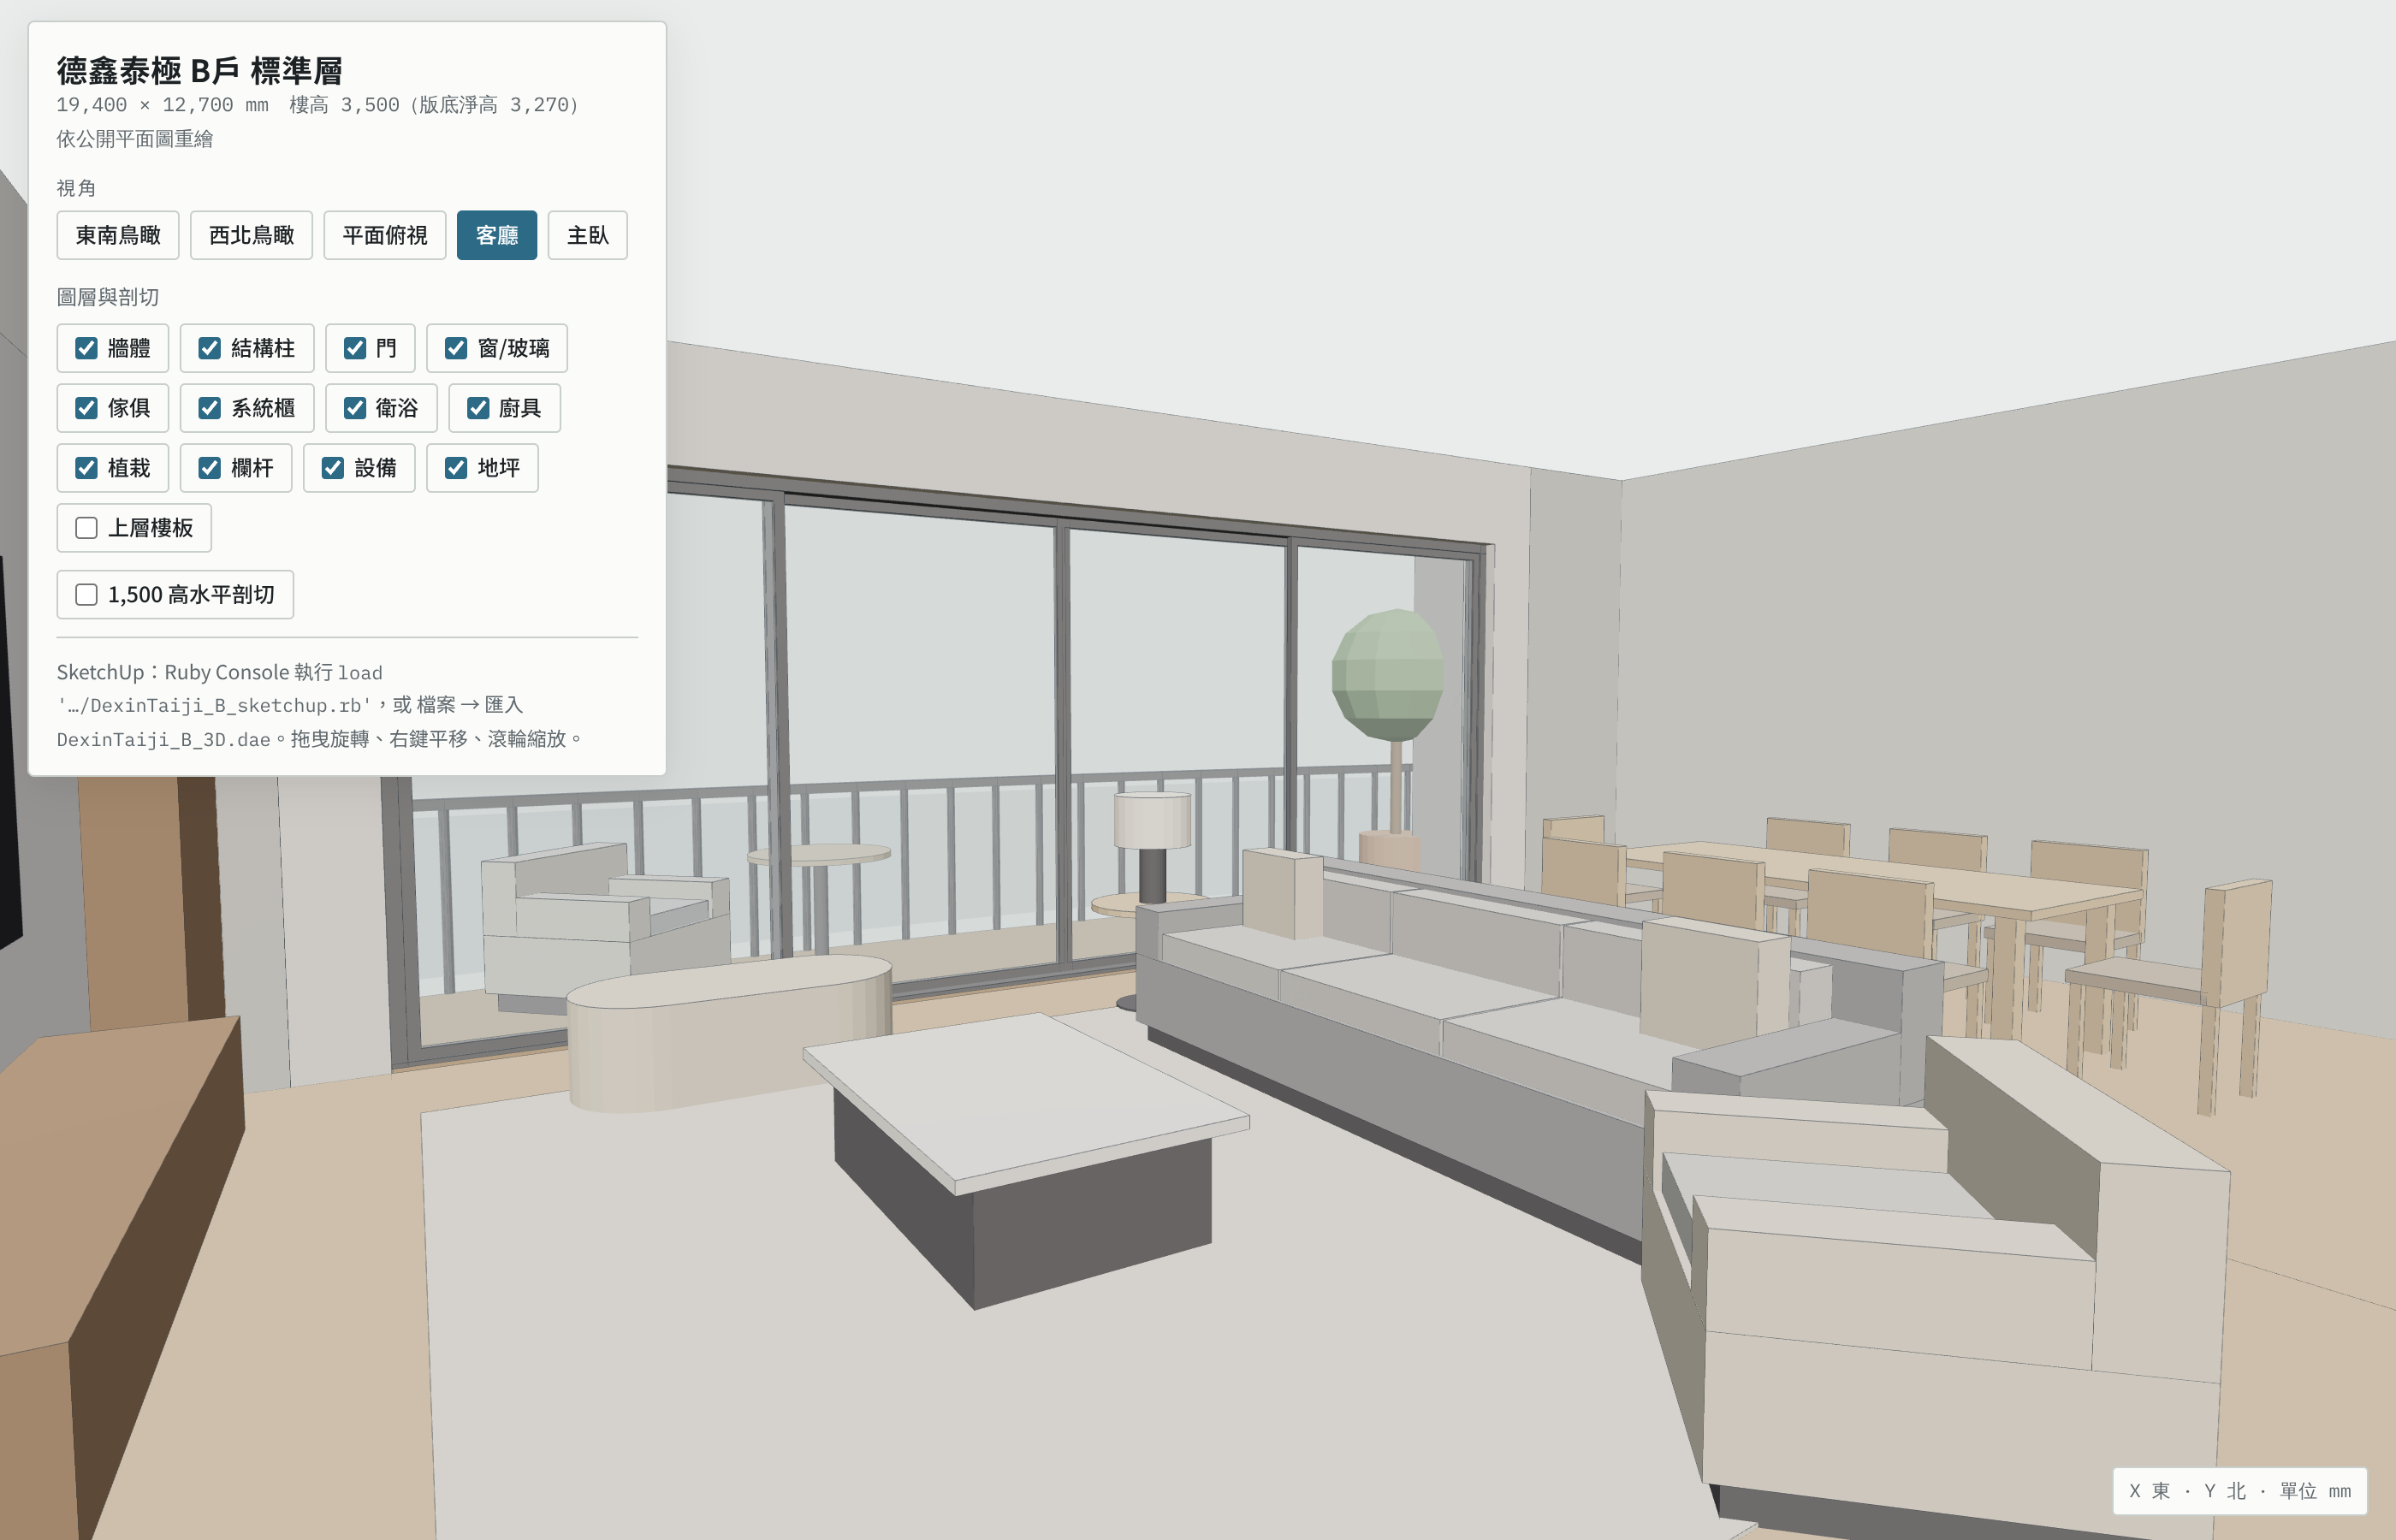 德鑫泰極 B戶 標準層
19,400 × 12,700 mm 樓高 3,500（版底淨高 3,270）
依公開平面圖重繪
視角
東南鳥瞰 西北鳥瞰 平面俯視 客廳 主臥
圖層與剖切
牆體 結構柱 門 窗/玻璃
傢俱 系統櫃 衛浴 廚具
植栽 欄杆 設備 地坪
上層樓板
1,500 高水平剖切
SketchUp：Ruby Console 執行 load
'…/DexinTaiji_B_sketchup.rb'，或 檔案 → 匯入
DexinTaiji_B_3D.dae。拖曳旋轉、右鍵平移、滾輪縮放。
X 東 · Y 北 · 單位 mm